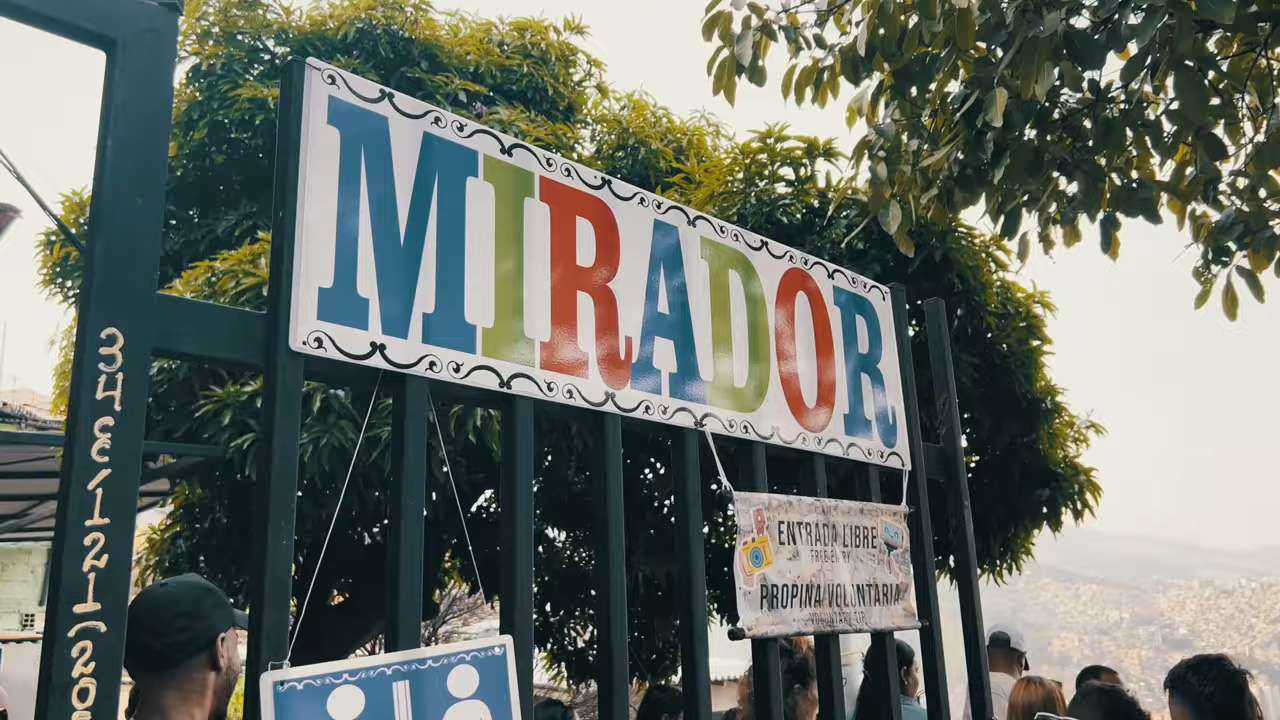 MIRADOR
ENTRADA LIBRE
FREE ENTRY
PROPINA VOLUNTARIA
VOLUNTARY TIP